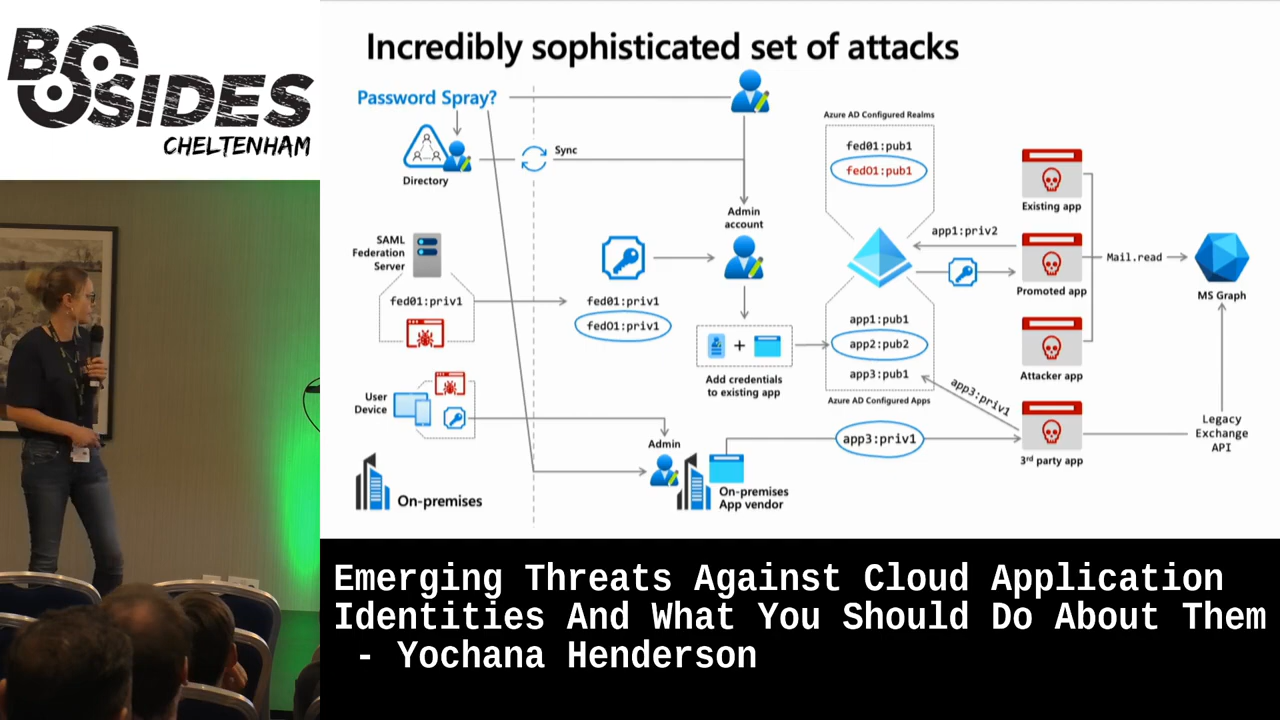 BSIDES
CHELTENHAM
Incredibly sophisticated set of attacks
Password Spray?
Directory
Sync
SAML
Federation
Server
fed01:priv1
User
Device
On-premises
fed01:priv1
fedO1:priv1
Admin
account
Add credentials
to existing app
Admin
On-premises
App vendor
Azure AD Configured Realms
fed01:pub1
fedO1:pub1
app1:pub1
app2:pub2
app3:pub1
Azure AD Configured Apps
app3:priv1
app1:priv2
app3:priv1
Existing app
Promoted app
Attacker app
3rd party app
Mail.read
MS Graph
Legacy
Exchange
API
Emerging Threats Against Cloud Application
Identities And What You Should Do About Them
- Yochana Henderson